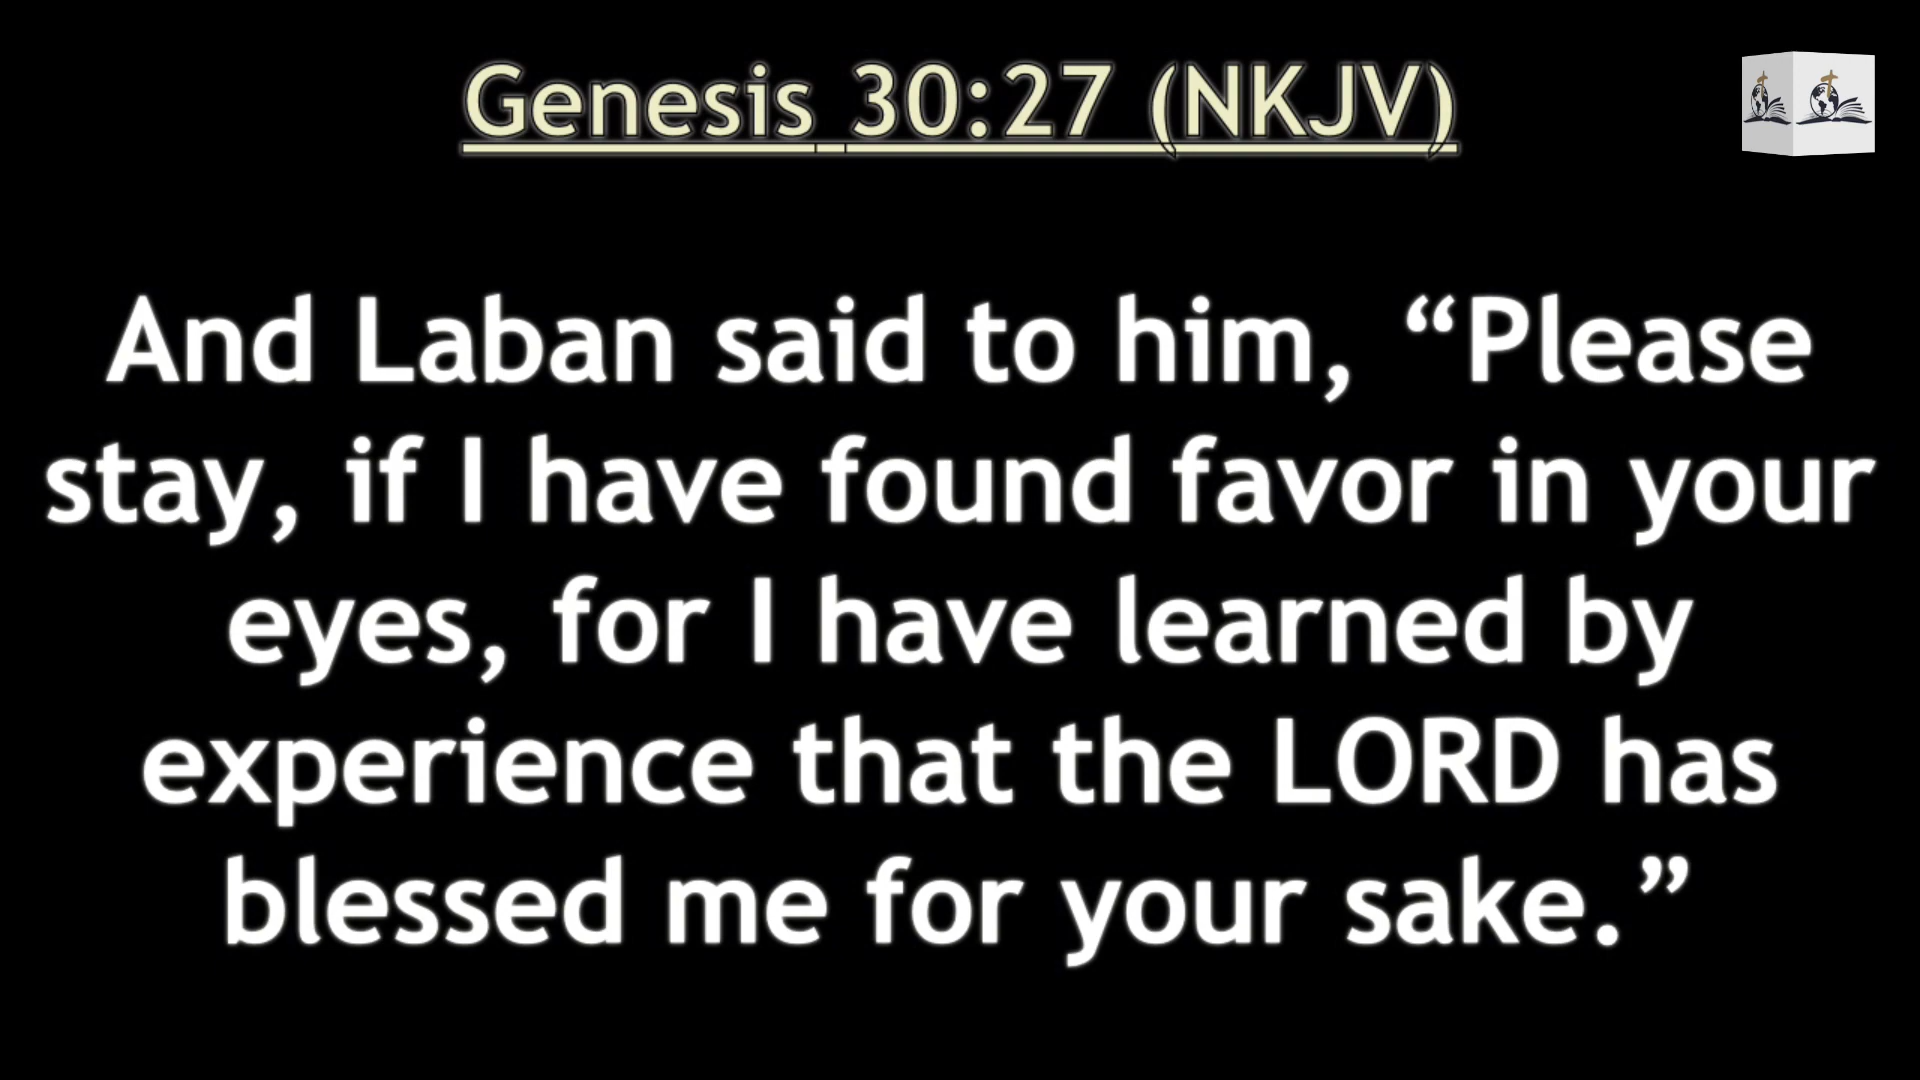 Genesis 30:27 (NKJV)
And Laban said to him, “Please
stay, if I have found favor in your
eyes, for I have learned by
experience that the LORD has
blessed me for your sake.”